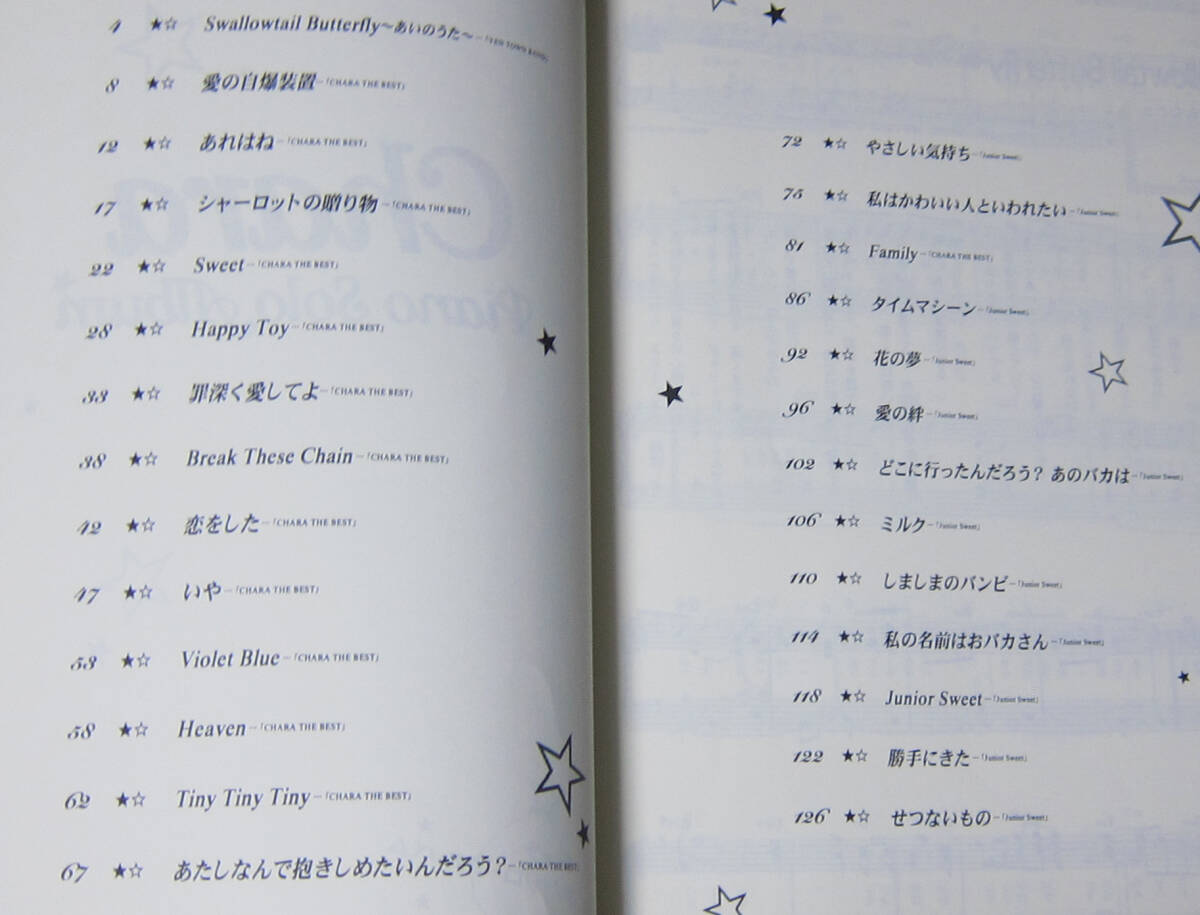 4 ★☆ Swallowtail Butterfly〜あいのうた〜－「YEN TOWN BAND」
8 ★☆ 愛の自爆装置－「CHARA THE BEST」
12 ★☆ あれはね－「CHARA THE BEST」
17 ★☆ シャーロットの贈り物－「CHARA THE BEST」
22 ★☆ Sweet－「CHARA THE BEST」
28 ★☆ Happy Toy－「CHARA THE BEST」
33 ★☆ 罪深く愛してよ－「CHARA THE BEST」
38 ★☆ Break These Chain－「CHARA THE BEST」
42 ★☆ 恋をした－「CHARA THE BEST」
47 ★☆ いや－「CHARA THE BEST」
53 ★☆ Violet Blue－「CHARA THE BEST」
58 ★☆ Heaven－「CHARA THE BEST」
62 ★☆ Tiny Tiny Tiny－「CHARA THE BEST」
67 ★☆ あたしなんで抱きしめたいんだろう？－「CHARA THE BEST」
Chara
Piano Solo Album
72 ★☆ やさしい気持ち－「Junior Sweet」
75 ★☆ 私はかわいい人といわれたい－「Junior Sweet」
81 ★☆ Family－「CHARA THE BEST」
86 ★☆ タイムマシーン－「Junior Sweet」
92 ★☆ 花の夢－「Junior Sweet」
96 ★☆ 愛の絆－「Junior Sweet」
102 ★☆ どこに行ったんだろう？ あのバカは－「Junior Sweet」
106 ★☆ ミルク－「Junior Sweet」
110 ★☆ しましまのバンビ－「Junior Sweet」
114 ★☆ 私の名前はおバカさん－「Junior Sweet」
118 ★☆ Junior Sweet－「Junior Sweet」
122 ★☆ 勝手にきた－「Junior Sweet」
126 ★☆ せつないもの－「Junior Sweet」